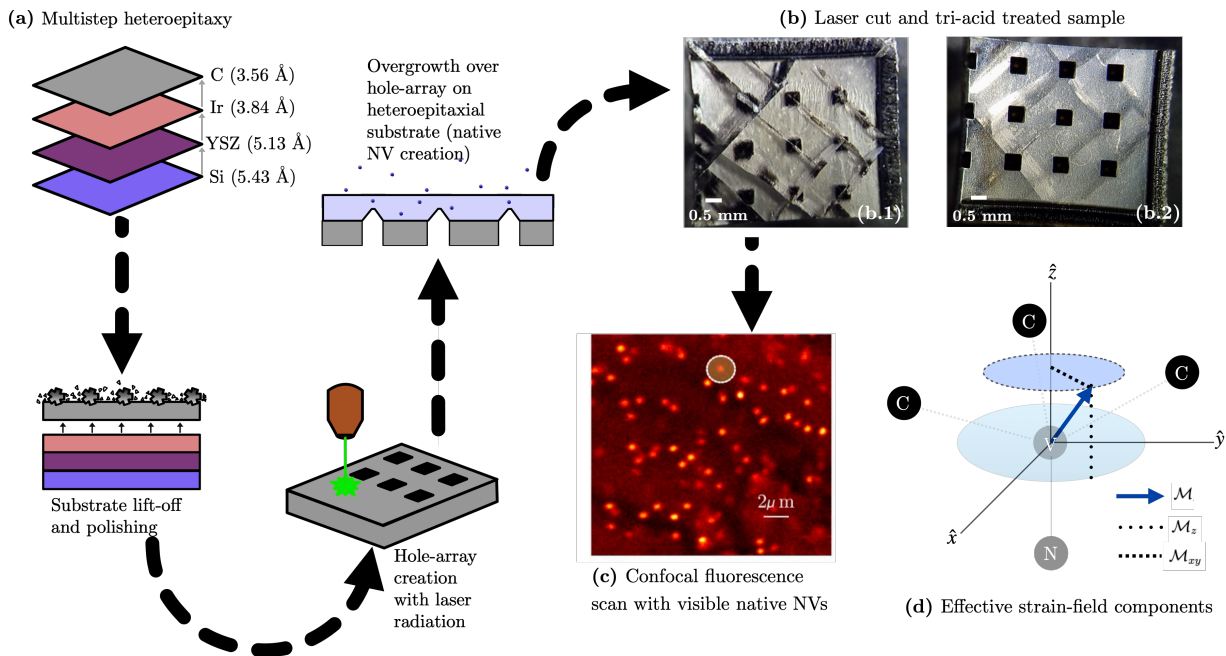 (a) Multistep heteroepitaxy
C (3.56 Å)
Ir (3.84 Å)
YSZ (5.13 Å)
Si (5.43 Å)
Substrate lift-off
and polishing
Hole-array
creation
with laser
radiation
Overgrowth over
hole-array on
heteroepitaxial
substrate (native
NV creation)
(b) Laser cut and tri-acid treated sample
0.5 mm
(b.1)
0.5 mm
(b.2)
2μ m
(c) Confocal fluorescence
scan with visible native NVs
ẑ
C
C
C
V
ŷ
x̂
N
ℳ
ℳz
ℳxy
(d) Effective strain-field components